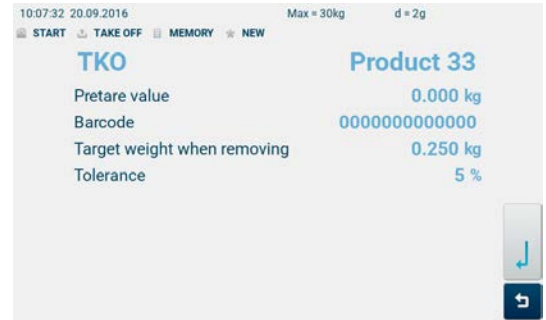 10:07:32 20.09.2016 Max = 30kg d = 2g
START TAKE OFF MEMORY NEW
TKO Product 33
Pretare value 0.000 kg
Barcode 0000000000000
Target weight when removing 0.250 kg
Tolerance 5 %